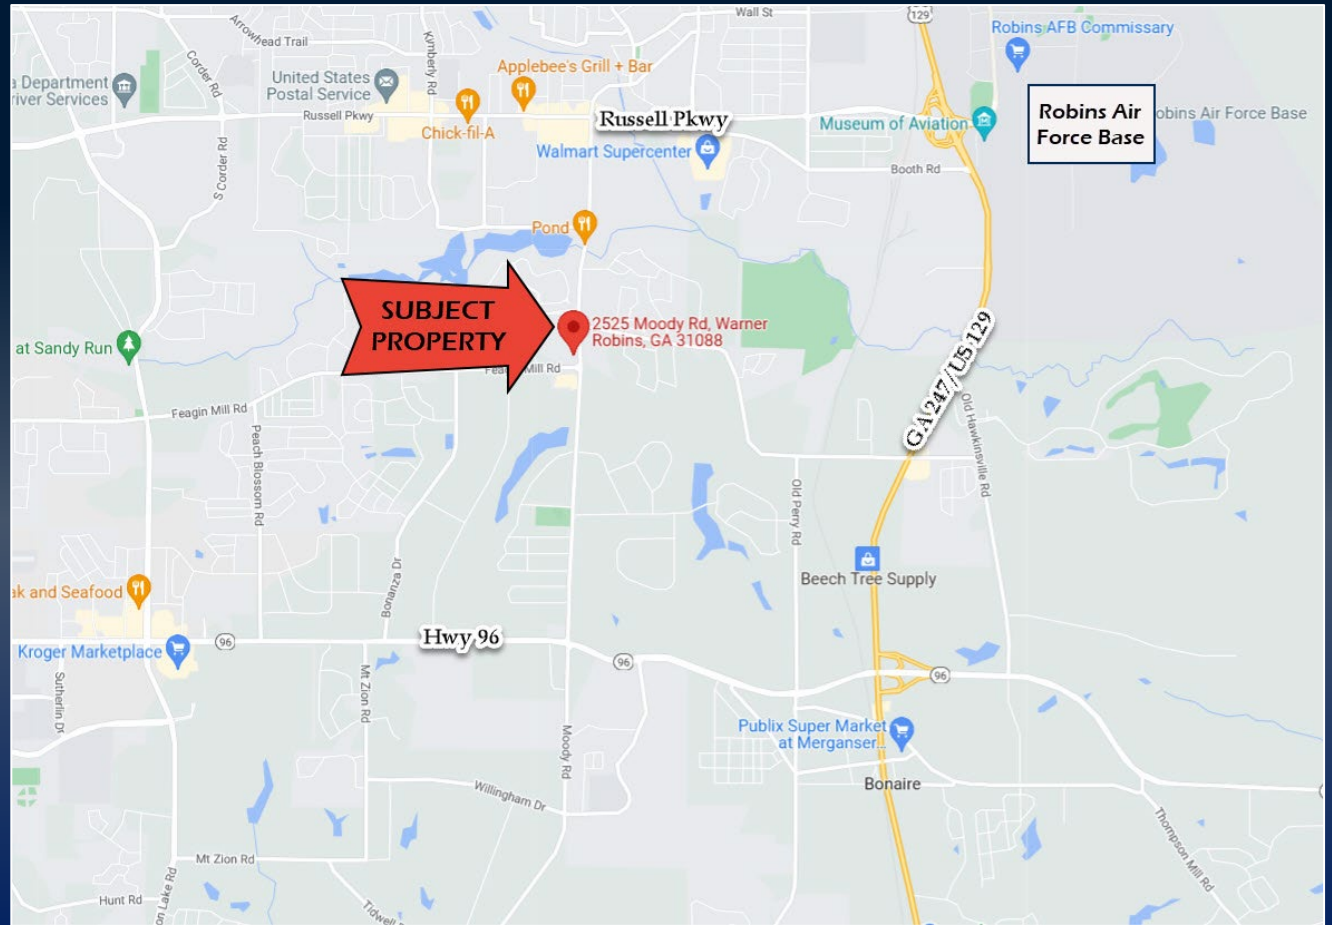 Wall St
129
Robins AFB Commissary
Arrowhead Trail
Kimberly Rd
Corder Rd
Applebee's Grill + Bar
a Department
river Services
United States
Postal Service
Russell Pkwy
Chick-fil-A
Russell Pkwy
Walmart Supercenter
Museum of Aviation
Robins Air
Force Base
obins Air Force Base
S Corder Rd
Booth Rd
Pond
SUBJECT
PROPERTY
2525 Moody Rd, Warner
Robins, GA 31088
at Sandy Run
Mill Rd
GA 247/US 129
Feagin Mill Rd
Peach Blossom Rd
Old Hawkinsville Rd
Old Perry Rd
Bonanza Dr
Beech Tree Supply
ak and Seafood
Kroger Marketplace
96
Hwy 96
96
96
Sutherlin Dr
Mt Zion Rd
Moody Rd
Publix Super Market
at Merganser...
Bonaire
Willingham Dr
Thompson Mill Rd
Mt Zion Rd
Hunt Rd
on Lake Rd
Tidwell